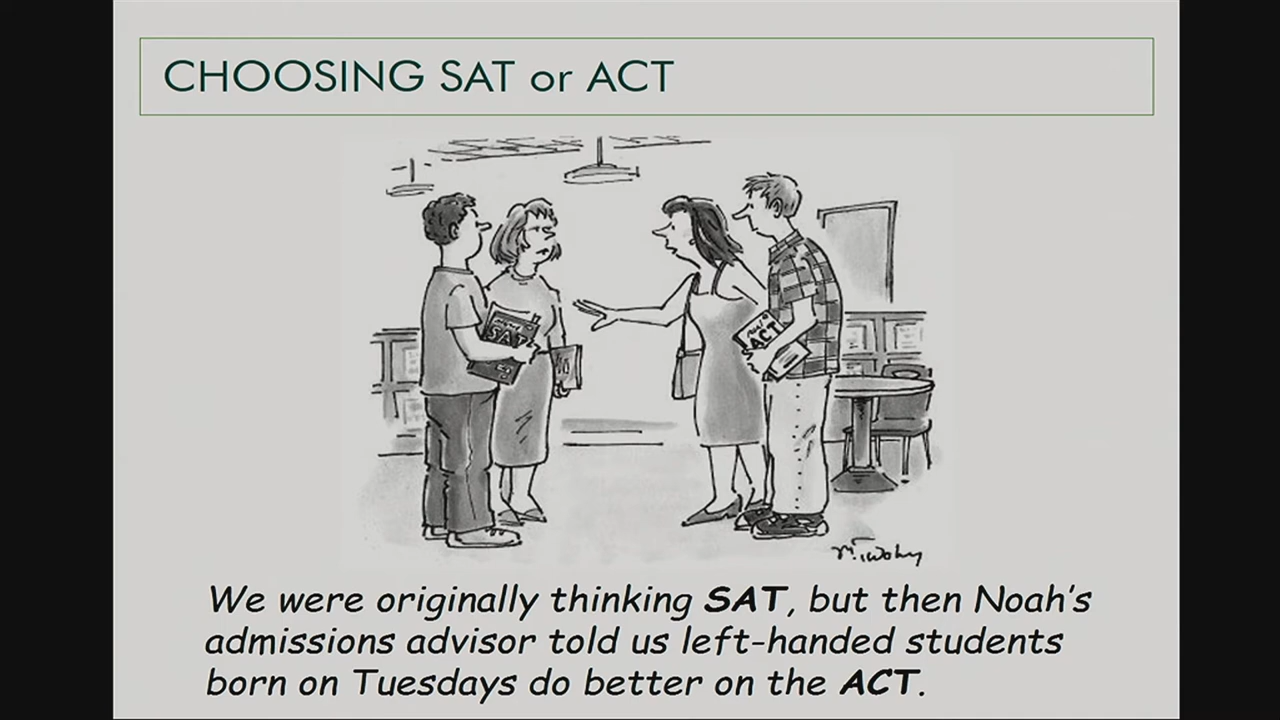 CHOOSING SAT or ACT
SAT
ACT
We were originally thinking SAT, but then Noah's
admissions advisor told us left-handed students
born on Tuesdays do better on the ACT.